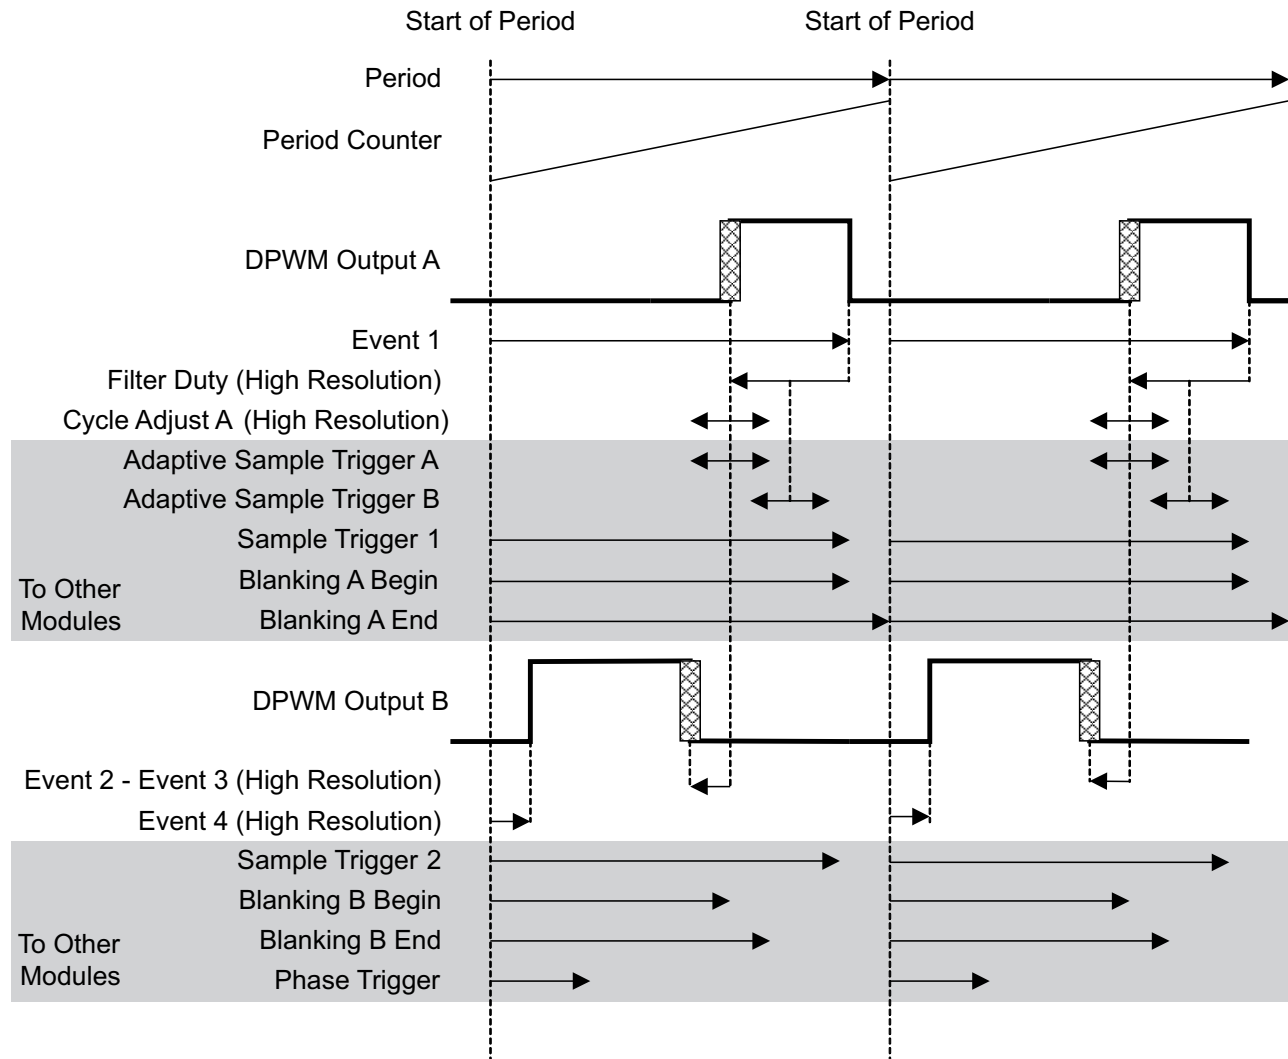 Start of Period
Start of Period
Period
Period Counter
DPWM Output A
Event 1
Filter Duty (High Resolution)
Cycle Adjust A (High Resolution)
Adaptive Sample Trigger A
Adaptive Sample Trigger B
Sample Trigger 1
Blanking A Begin
To Other
Modules
Blanking A End
DPWM Output B
Event 2 - Event 3 (High Resolution)
Event 4 (High Resolution)
Sample Trigger 2
Blanking B Begin
Blanking B End
To Other
Modules
Phase Trigger